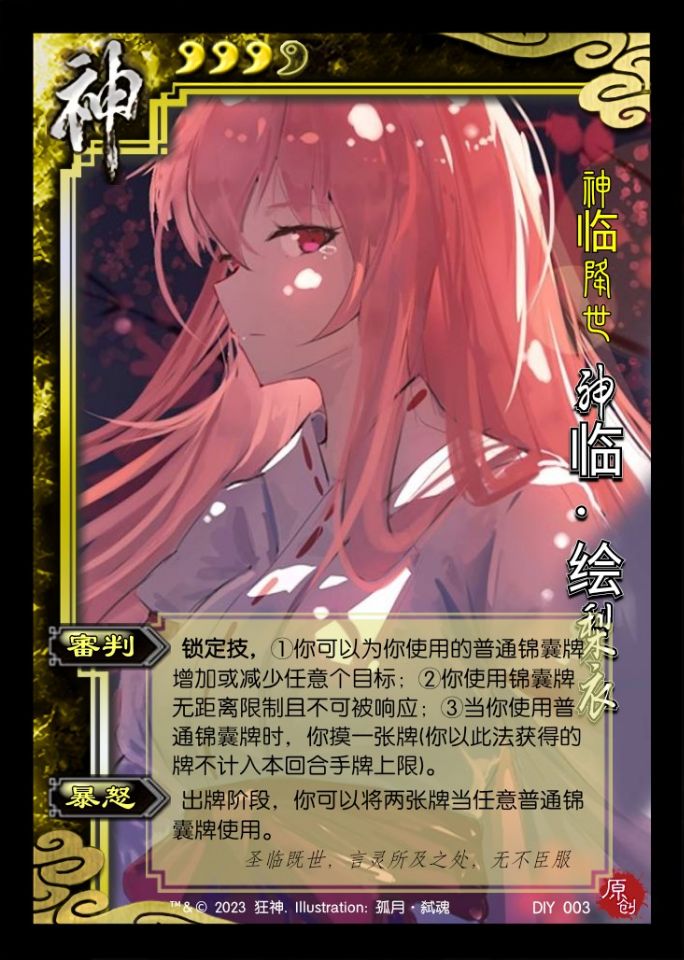 神
神临降世
神临·绘梨衣
審判
锁定技，①你可以为你使用的普通锦囊牌
增加或减少任意个目标；②你使用锦囊牌
无距离限制且不可被响应；③当你使用普
通锦囊牌时，你摸一张牌(你以此法获得的
牌不计入本回合手牌上限)。
暴怒
出牌阶段，你可以将两张牌当任意普通锦
囊牌使用。
圣临既世，言灵所及之处，无不臣服
™&© 2023 狂神. Illustration: 孤月·弑魂
DIY 003
原创